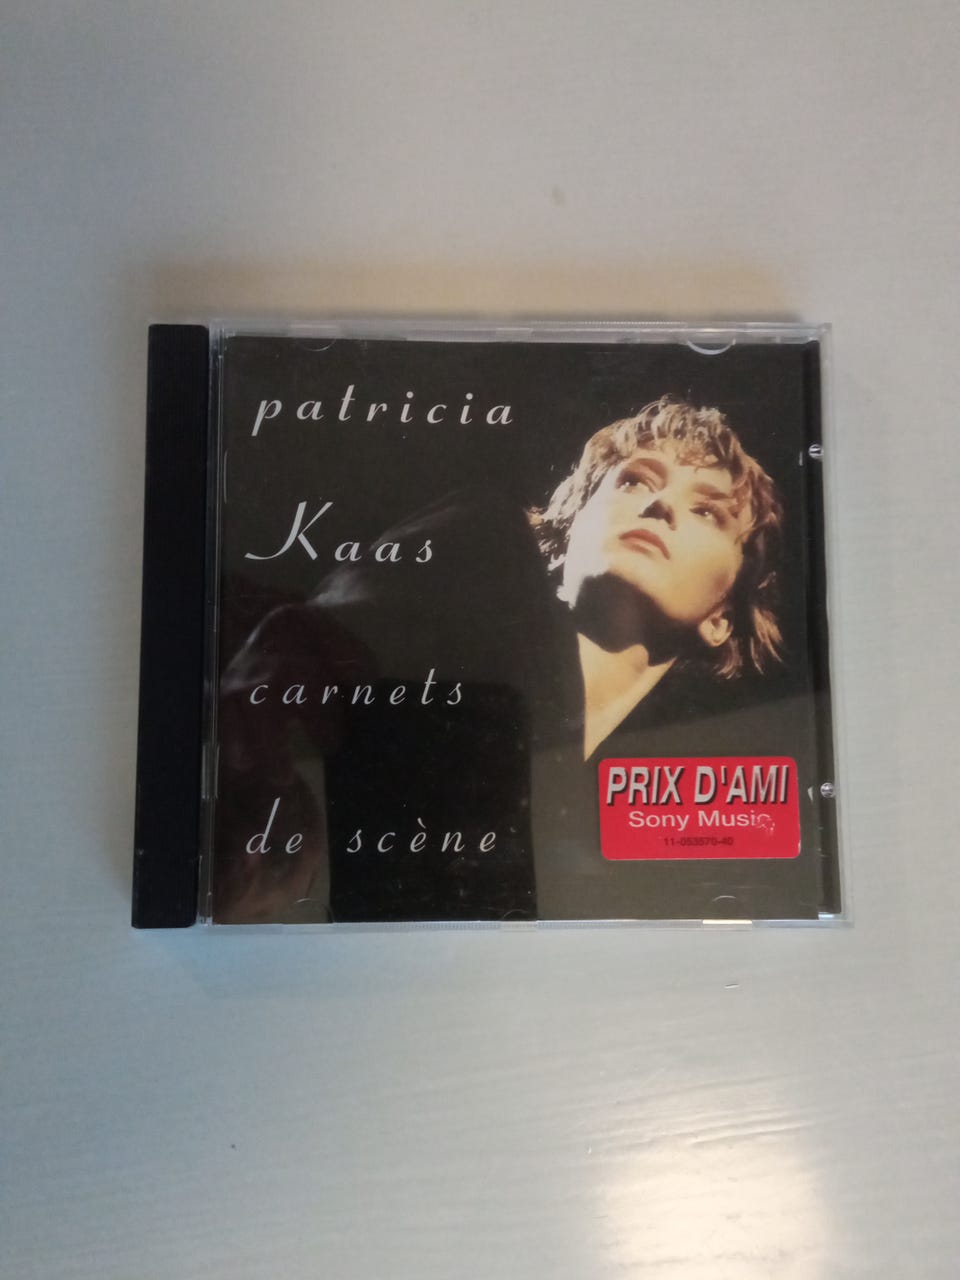 patricia
Kaas
carnets
de scène
PRIX D'AMI
Sony Music
11-053570-40